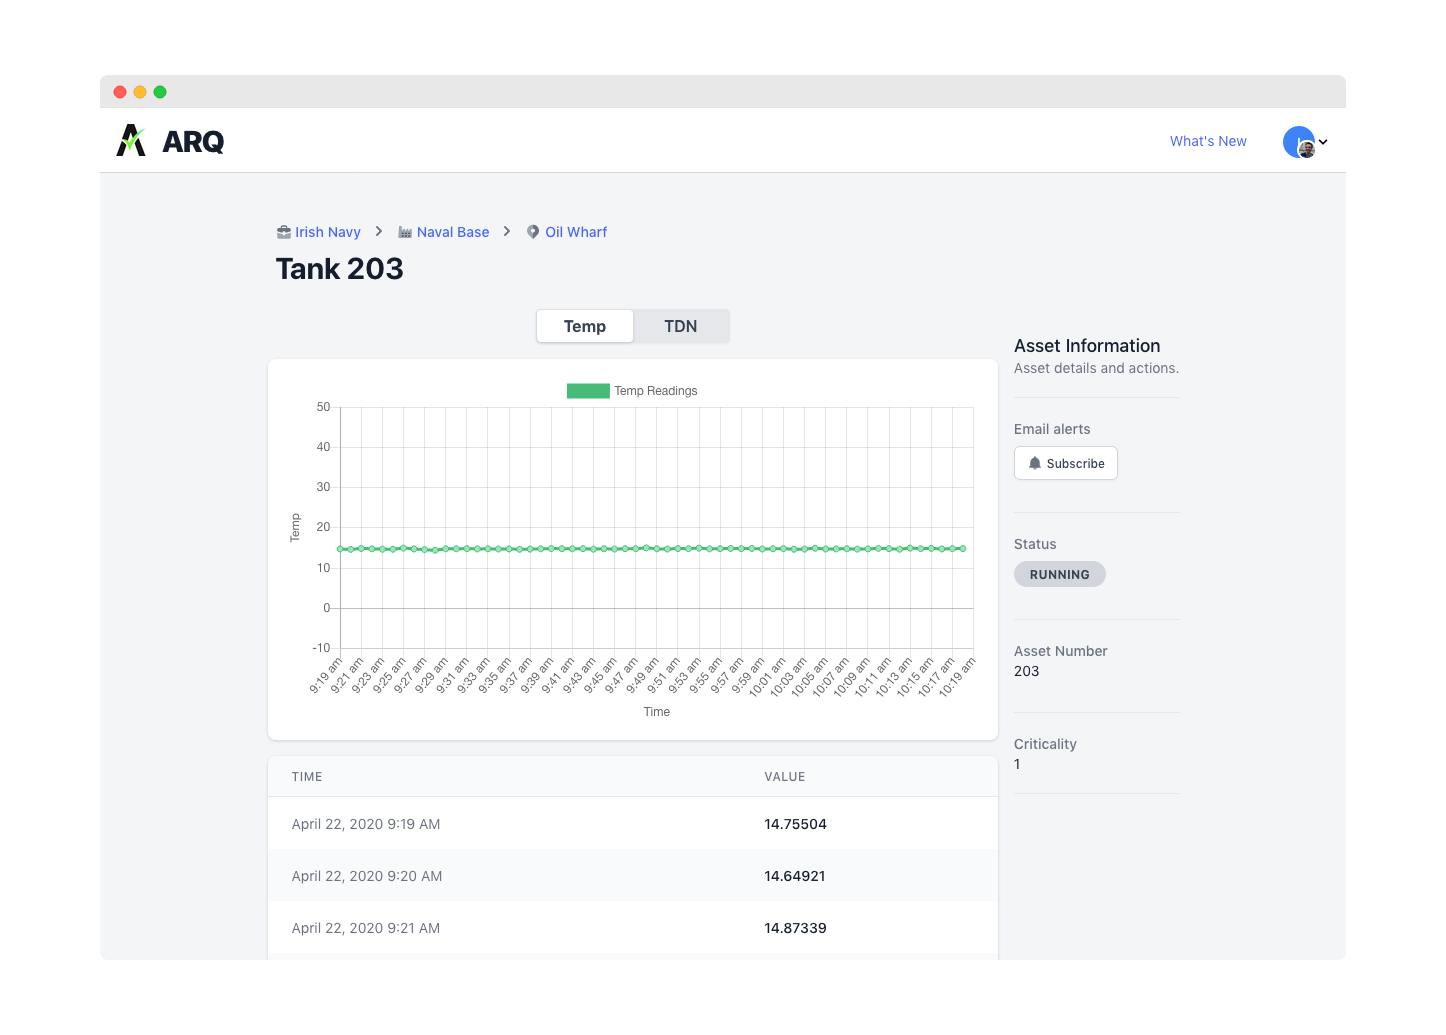 ARQ
What's New
Irish Navy
Naval Base
Oil Wharf
Tank 203
Temp
TDN
Temp Readings
50
40
30
20
10
0
-10
Temp
9:19 am
9:21 am
9:23 am
9:25 am
9:27 am
9:29 am
9:31 am
9:33 am
9:35 am
9:37 am
9:39 am
9:41 am
9:43 am
9:45 am
9:47 am
9:49 am
9:51 am
9:53 am
9:55 am
9:57 am
9:59 am
10:01 am
10:03 am
10:05 am
10:07 am
10:09 am
10:11 am
10:13 am
10:15 am
10:17 am
10:19 am
Time
TIME VALUE
April 22, 2020 9:19 AM 14.75504
April 22, 2020 9:20 AM 14.64921
April 22, 2020 9:21 AM 14.87339
Asset Information
Asset details and actions.
Email alerts
Subscribe
Status
RUNNING
Asset Number
203
Criticality
1